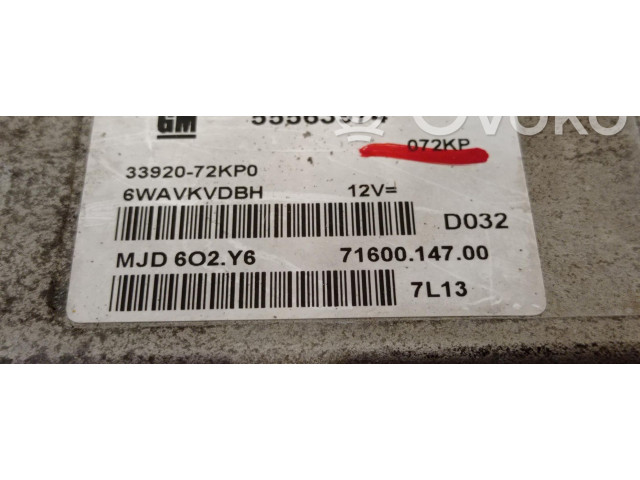 GM
072KP
33920-72KP0
6WAVKVDBH 12V=
D032
MJD 6O2.Y6 71600.147.00
7L13